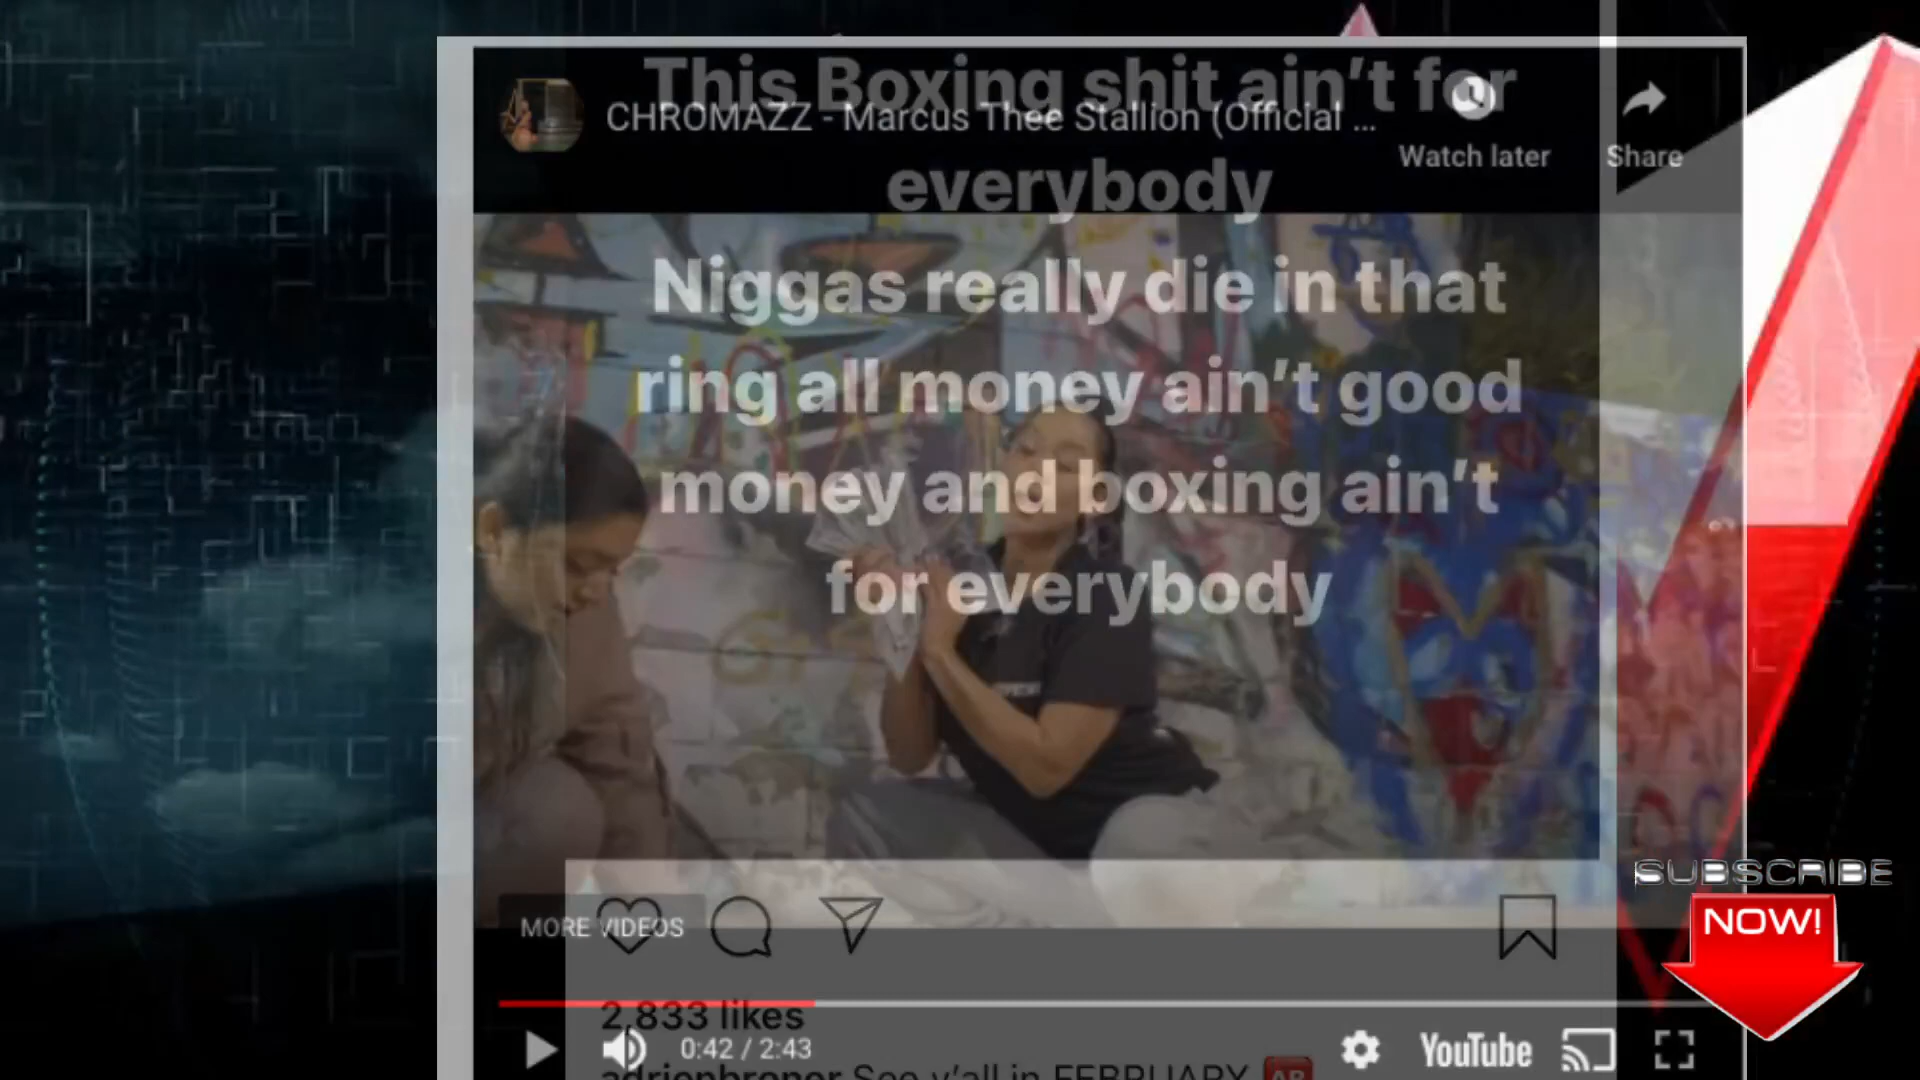 This Boxing shit ain't for
CHROMAZZ - Marcus Thee Stallion (Official ...
Watch later
Share
everybody
Niggas really die in that
ring all money ain't good
money and boxing ain't
for everybody
SUBSCRIBE
NOW!
MORE VIDEOS
2,833 likes
0:42 / 2:43
YouTube
adrienbroner See y'all in FEBRUARY AB